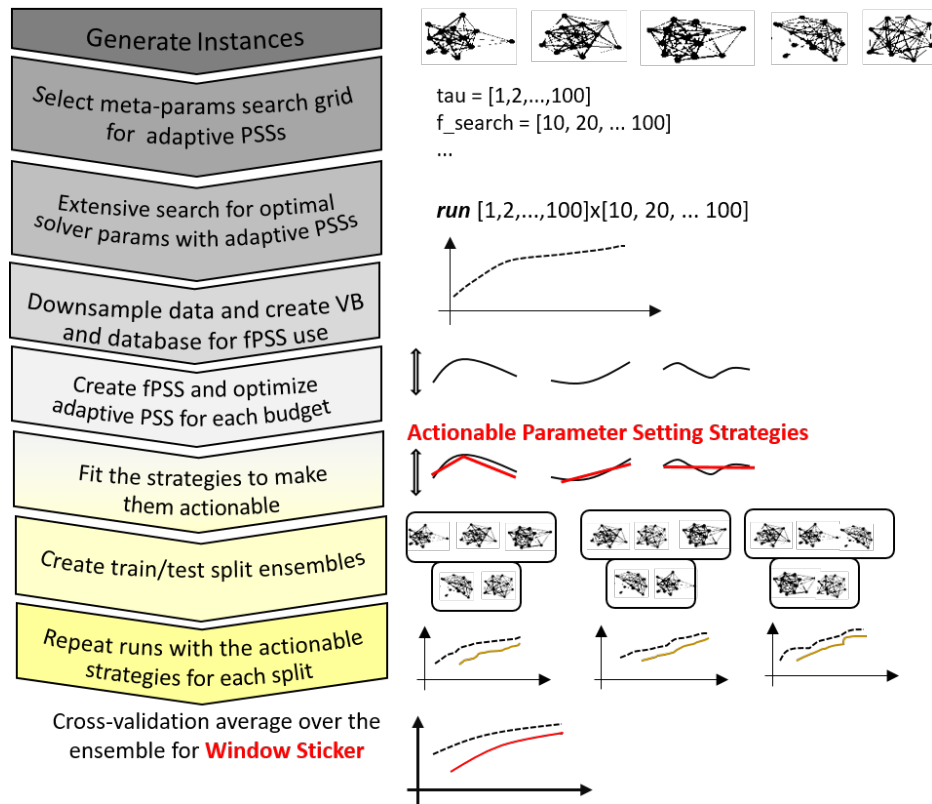 Generate Instances
Select meta-params search grid
for adaptive PSSs
tau = [1,2,...,100]
f_search = [10, 20, ... 100]
...
Extensive search for optimal
solver params with adaptive PSSs
run [1,2,...,100]x[10, 20, ... 100]
Downsample data and create VB
and database for fPSS use
Create fPSS and optimize
adaptive PSS for each budget
Actionable Parameter Setting Strategies
Fit the strategies to make
them actionable
Create train/test split ensembles
Repeat runs with the actionable
strategies for each split
Cross-validation average over the
ensemble for Window Sticker